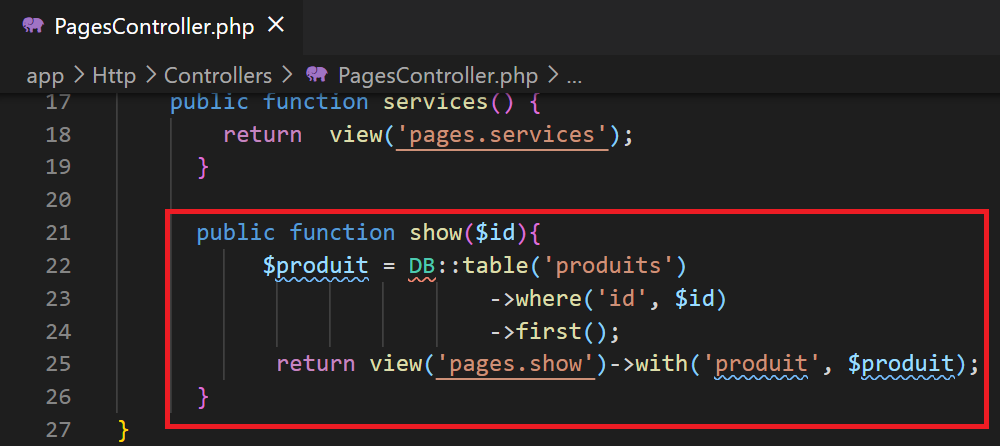 PagesController.php ×
app > Http > Controllers > PagesController.php > ...
17 public function services() {
18 return  view('pages.services');
19 }
20
21 public function show($id){
22 $produit = DB::table('produits')
23 ->where('id', $id)
24 ->first();
25 return view('pages.show')->with('produit', $produit);
26 }
27 }